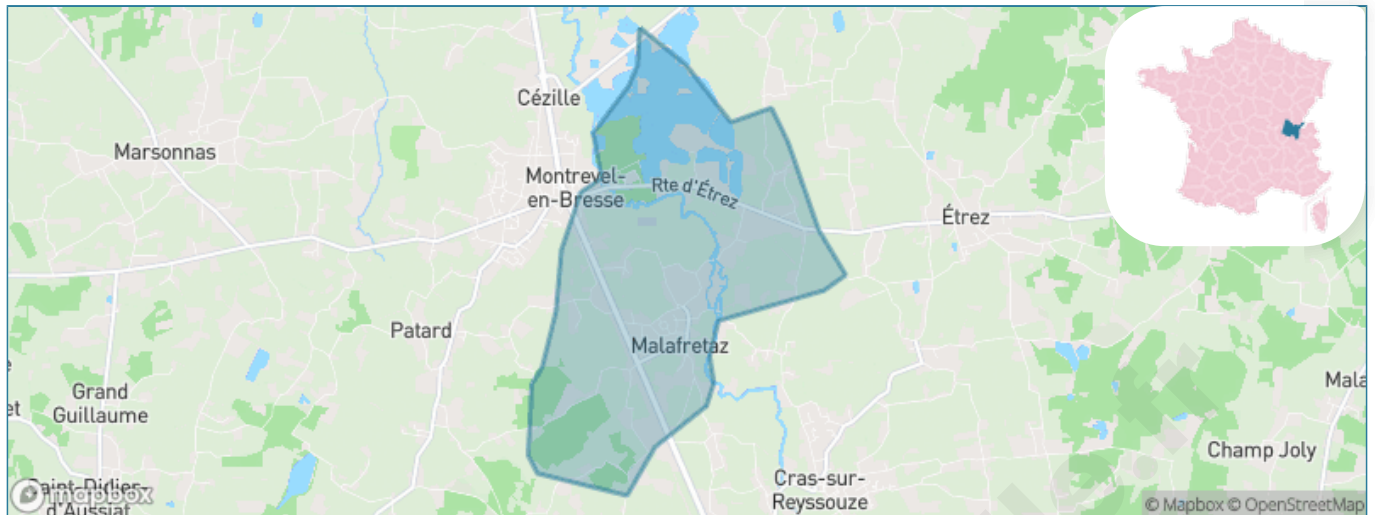 Cézille
Marsonnas
Montrevel-
en-Bresse
Rte d'Étrez
Étrez
Patard
Malafretaz
Grand
Guillaume
et
Mala
Champ Joly
Cras-sur-
Reyssouze
Saint-Didier-
d'Aussiat
mapbox
© Mapbox © OpenStreetMap